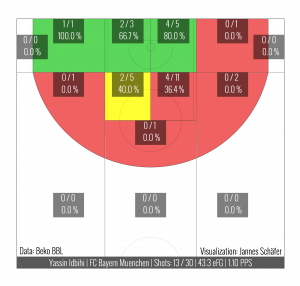 1 / 1 2 / 3 4 / 5 0 / 1
100.0 % 66.7 % 80.0 % 0.0 %
0 / 0 0 / 0
0.0 % 0.0 %
0 / 1 2 / 5 4 / 11 0 / 2
0.0 % 40.0 % 36.4 % 0.0 %
0 / 1
0.0 %
0 / 0 0 / 0 0 / 0
0.0 % 0.0 % 0.0 %
Data: Beko BBL Visualization: Jannes Schäfer
Yassin Idbihi | FC Bayern Muenchen | Shots: 13 / 30 | 43.3 eFG | 1.10 PPS